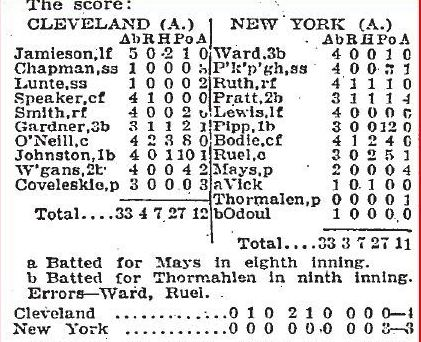 The score:
CLEVELAND (A.)
AbR H Po A
Jamieson,lf 5 0 2 1 0
Chapman,ss 1 0 0 0 3
Lunte,ss 1 0 0 0 2
Speaker,cf 4 1 0 0 0
Smith,rf 4 0 0 2 0
Gardner,3b 3 1 1 2 1
O'Neill,c 4 2 3 8 0
Johnston,1b 4 0 1 10 1
W'gans,2b 4 0 0 4 2
Coveleskie,p 3 0 0 0 3
Total....33 4 7 27 12
NEW YORK (A.)
Ab R H Po A
Ward,3b 4 0 0 1 0
P'k'p'gh,ss 4 0 0 3 1
Ruth,rf 4 1 1 1 0
Pratt,2b 3 1 1 1 4
Lewis,lf 4 0 0 0 0
Pipp,1b 3 0 0 12 0
Bodie,cf 4 1 2 4 0
Ruel,c 3 0 2 5 1
Mays,p 2 0 0 0 4
aVick 1 0 1 0 0
Thormalen,p 0 0 0 0 1
bOdoul 1 0 0 0 0
Total....33 3 7 27 11
a Batted for Mays in eighth inning.
b Batted for Thormahlen in ninth inning.
Errors—Ward, Ruel.
Cleveland ............0 1 0 2 1 0 0 0 0—4
New York ............0 0 0 0 0 0 0 0 3—3